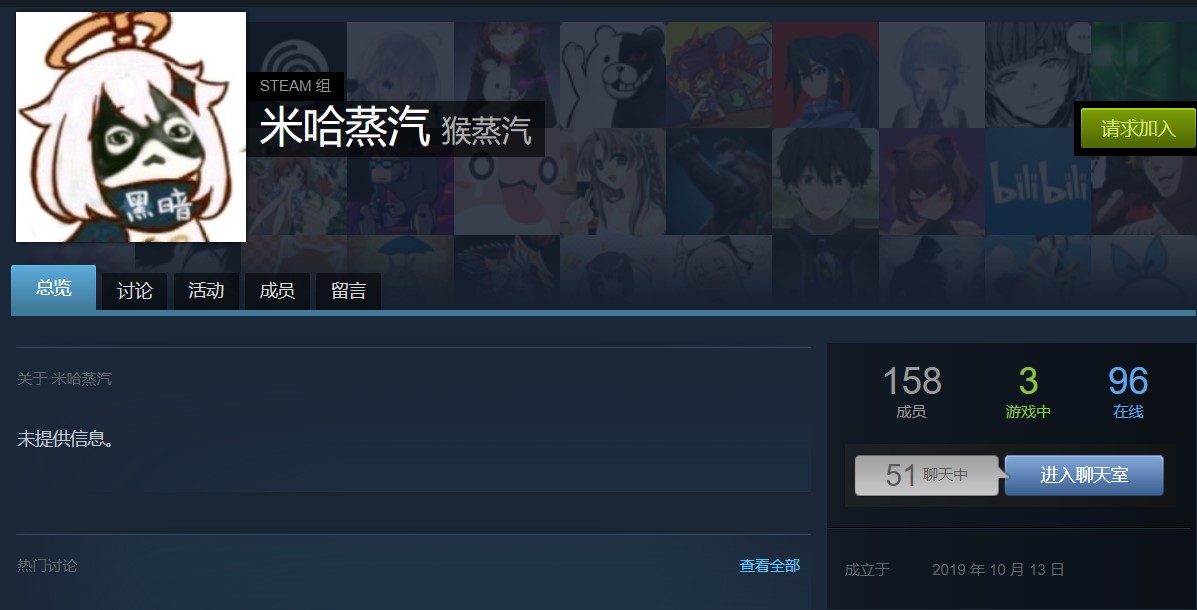 黑暗
STEAM 组
米哈蒸汽 猴蒸汽
请求加入
bilibili
总览 讨论 活动 成员 留言
关于 米哈蒸汽
未提供信息。
热门讨论 查看全部
158 3 96
成员 游戏中 在线
51 聊天中 进入聊天室
成立于 2019 年 10 月 13 日